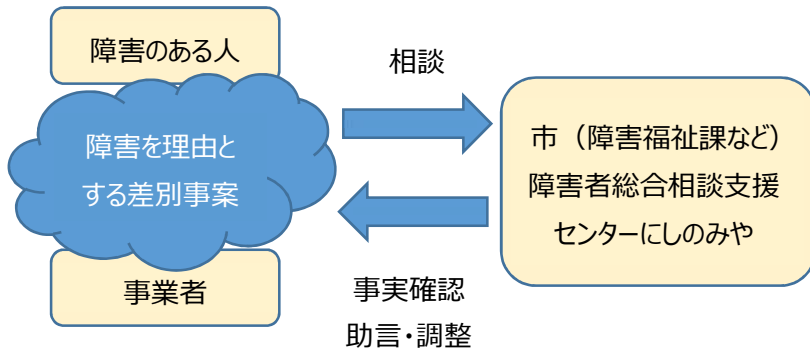 障害のある人
障害を理由と
する差別事案
事業者
相談
事実確認
助言・調整
市（障害福祉課など）
障害者総合相談支援
センターにしのみや